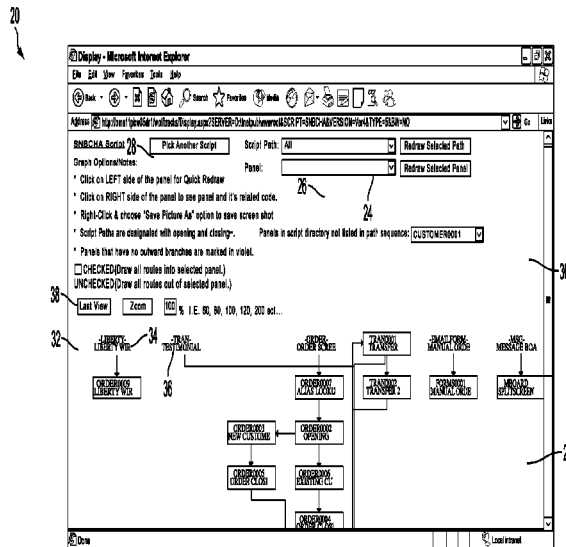 20
Display - Microsoft Internet Explorer
File Edit View Favorites Tools Help
Back Search Favorites Media
Address Go Links
SNBCHA Script 28 Pick Another Script Script Path: All Redraw Selected Path
Graph Options/Notes: Panel: Redraw Selected Panel
26 24
* Click on LEFT side of the panel for Quick Redraw
* Click on RIGHT side of the panel to see panel and it's related code.
* Right-Click & choose "Save Picture As" option to save screen shot
* Script Paths are designated with opening and closing~. Panels in script directory not listed in path sequence: CUSTOMER0001
* Panels that have no outward branches are marked in violet.
CHECKED(Draw all routes into selected panel.)
UNCHECKED(Draw all routes out of selected panel.)
38 Last View Zoom 100 % I.E. 50, 80, 100, 120, 200 ect...
32 34 36
-LIBERTY- -TRAN- -ORDER- TRAN0001 -EMAILFORM- -MSG-
LIBERTY WIR TESTIMONIAL ORDER SCREE TRANSFER MANUAL ORDE MESSAGE BOA
ORDER0009 ORDER0007 TRAN0002 FORMS0001 MBOARD
LIBERTY WIR ALIAS LOOKU TRANSFER 2 MANUAL ORDE SPLITSCREEN
ORDER0003 ORDER0002
NEW CUSTOME OPENING
ORDER0005 ORDER0006
ORDER CLOSI EXISTING CU
ORDER0004
ORDER CLOSI
Done Local intranet